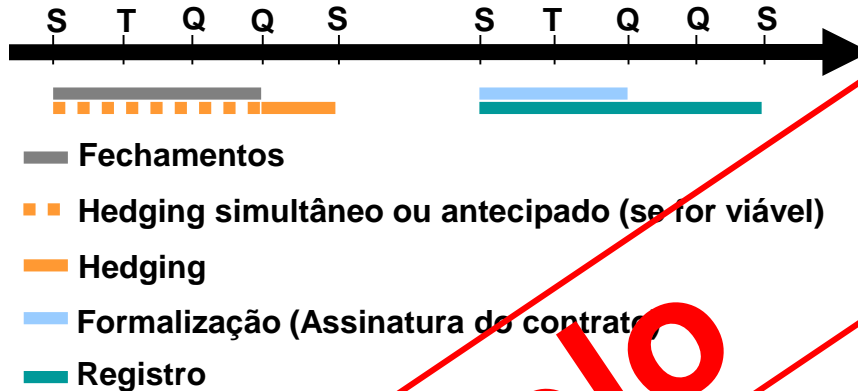 S T Q Q S S T Q Q S
Fechamentos
Hedging simultâneo ou antecipado (se for viável)
Hedging
Formalização (Assinatura do contrato)
Registro